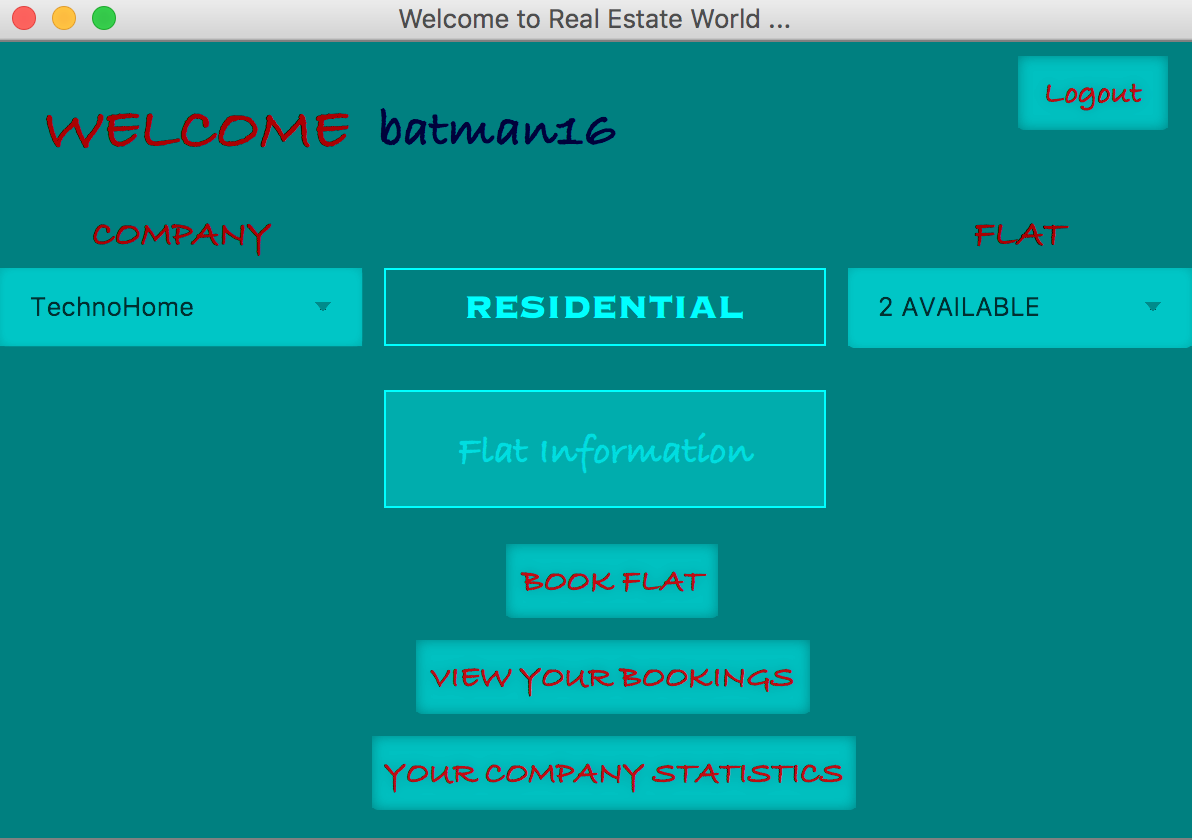 Welcome to Real Estate World ...
Logout
WELCOME batman16
COMPANY
FLAT
TechnoHome
RESIDENTIAL
2 AVAILABLE
Flat Information
BOOK FLAT
VIEW YOUR BOOKINGS
YOUR COMPANY STATISTICS